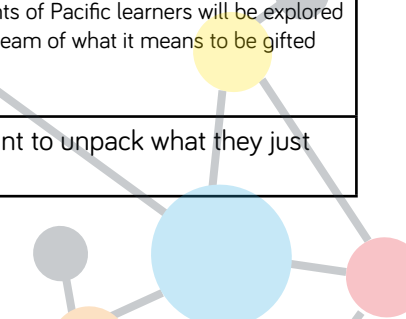 nts of Pacific learners will be explored
eam of what it means to be gifted
nt to unpack what they just